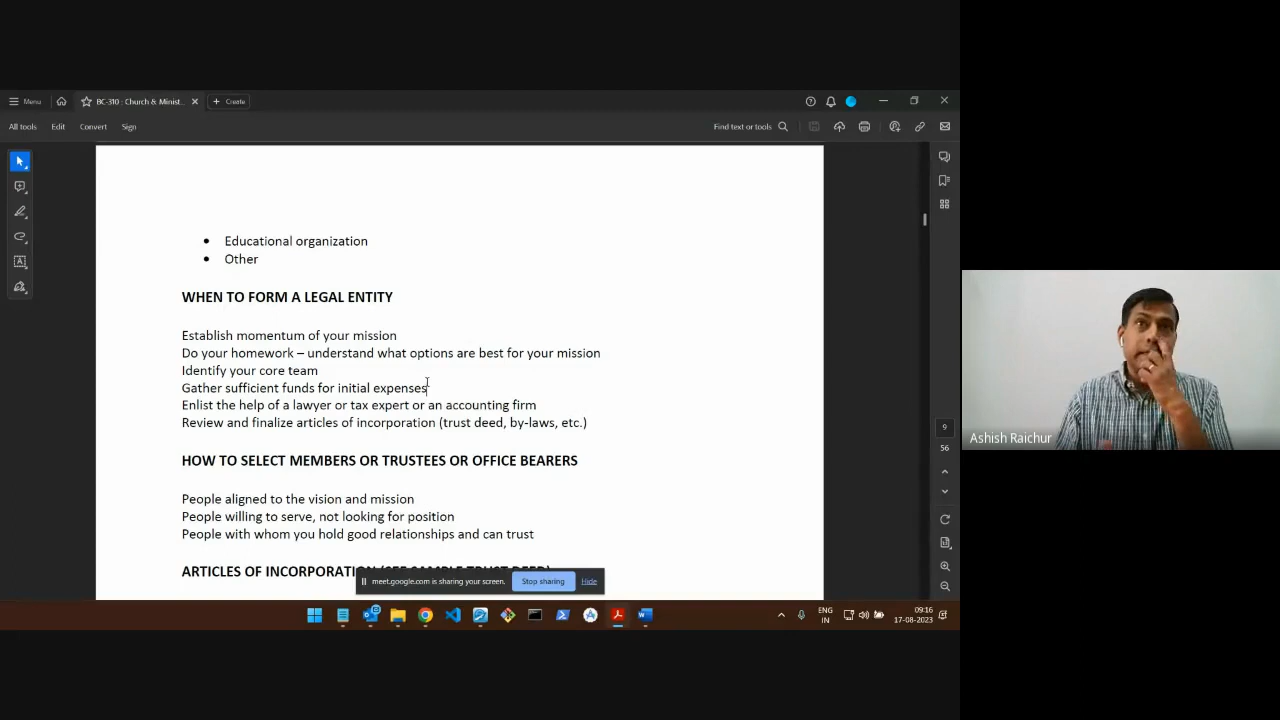 Menu
BC-310 : Church & Minist...
Create
All tools
Edit
Convert
Sign
Find text or tools
• Educational organization
• Other
WHEN TO FORM A LEGAL ENTITY
Establish momentum of your mission
Do your homework – understand what options are best for your mission
Identify your core team
Gather sufficient funds for initial expenses
Enlist the help of a lawyer or tax expert or an accounting firm
Review and finalize articles of incorporation (trust deed, by-laws, etc.)
HOW TO SELECT MEMBERS OR TRUSTEES OR OFFICE BEARERS
People aligned to the vision and mission
People willing to serve, not looking for position
People with whom you hold good relationships and can trust
ARTICLES OF INCORPORATION (SEE SAMPLE TRUST DEED)
meet.google.com is sharing your screen.
Stop sharing
Hide
9
56
Ashish Raichur
ENG
IN
09:16
17-08-2023